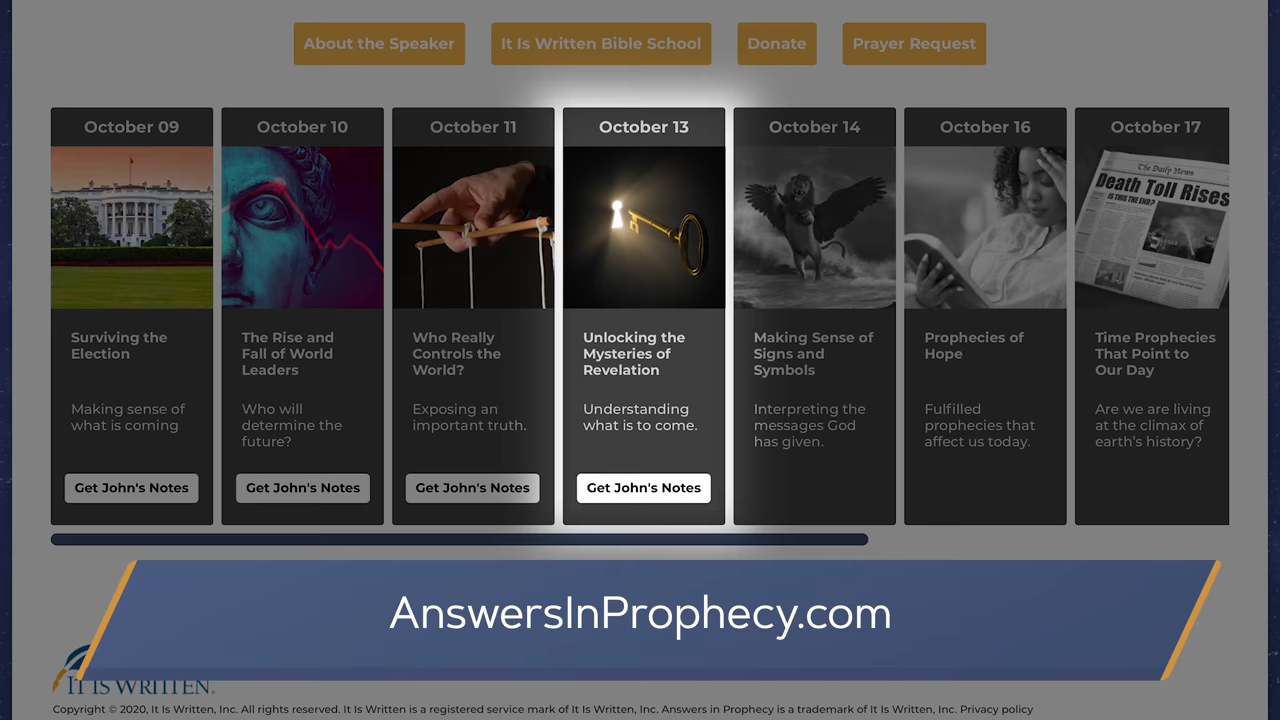 About the Speaker
It Is Written Bible School
Donate
Prayer Request
October 09
Surviving the
Election
Making sense of
what is coming
Get John's Notes
October 10
The Rise and
Fall of World
Leaders
Who will
determine the
future?
Get John's Notes
October 11
Who Really
Controls the
World?
Exposing an
important truth.
Get John's Notes
October 13
Unlocking the
Mysteries of
Revelation
Understanding
what is to come.
Get John's Notes
October 14
Making Sense of
Signs and
Symbols
Interpreting the
messages God
has given.
October 16
Prophecies of
Hope
Fulfilled
prophecies that
affect us today.
October 17
The Daily News
Death Toll Rises
IS THIS THE END?
Time Prophecies
That Point to
Our Day
Are we are living
at the climax of
earth's history?
AnswersInProphecy.com
IT IS WRITTEN®
Copyright © 2020, It Is Written, Inc. All rights reserved. It Is Written is a registered service mark of It Is Written, Inc. Answers in Prophecy is a trademark of It Is Written, Inc. Privacy policy